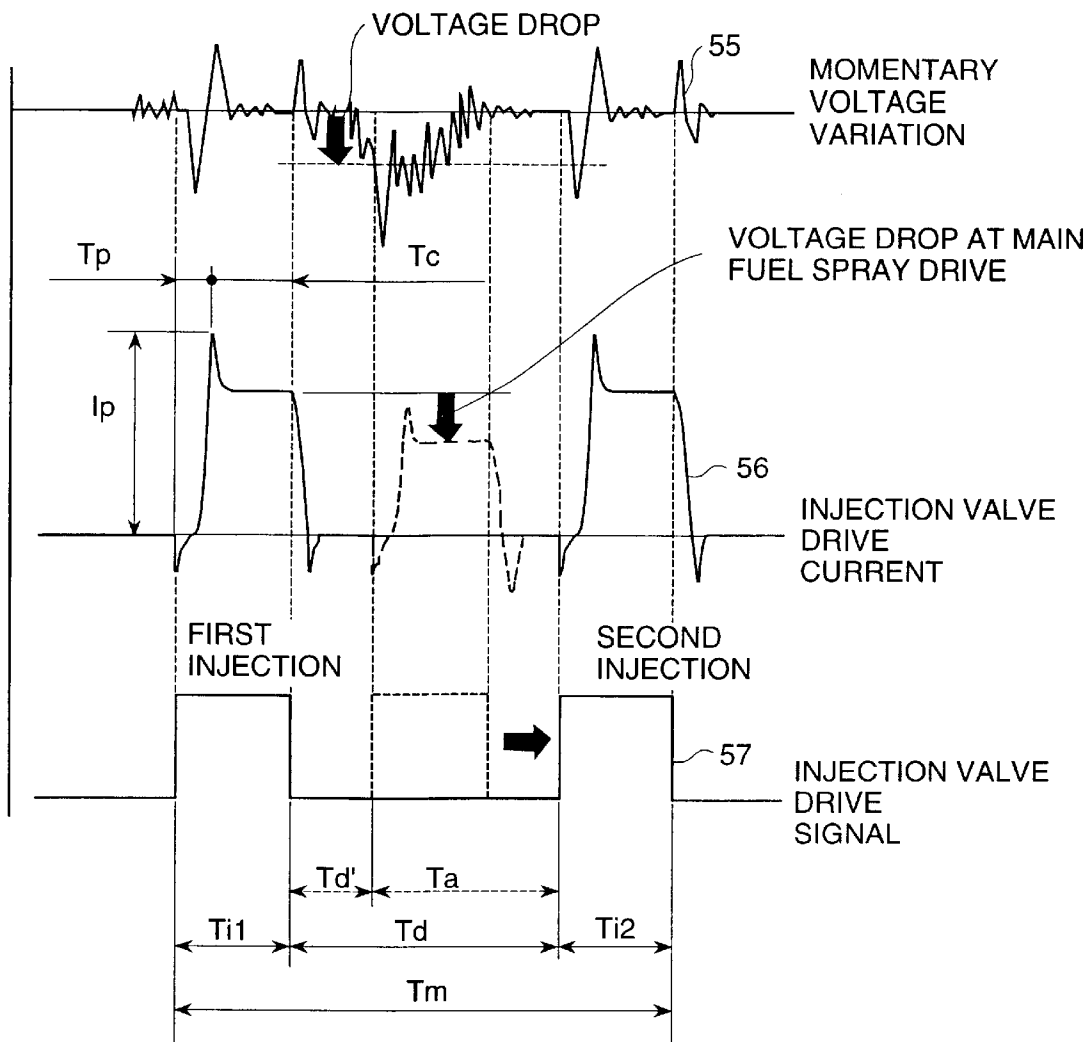 VOLTAGE DROP
55
MOMENTARY
VOLTAGE
VARIATION
Tp
Tc
VOLTAGE DROP AT MAIN
FUEL SPRAY DRIVE
Ip
56
INJECTION VALVE
DRIVE
CURRENT
FIRST
INJECTION
SECOND
INJECTION
57
INJECTION VALVE
DRIVE
SIGNAL
Td'
Ta
Ti1
Td
Ti2
Tm